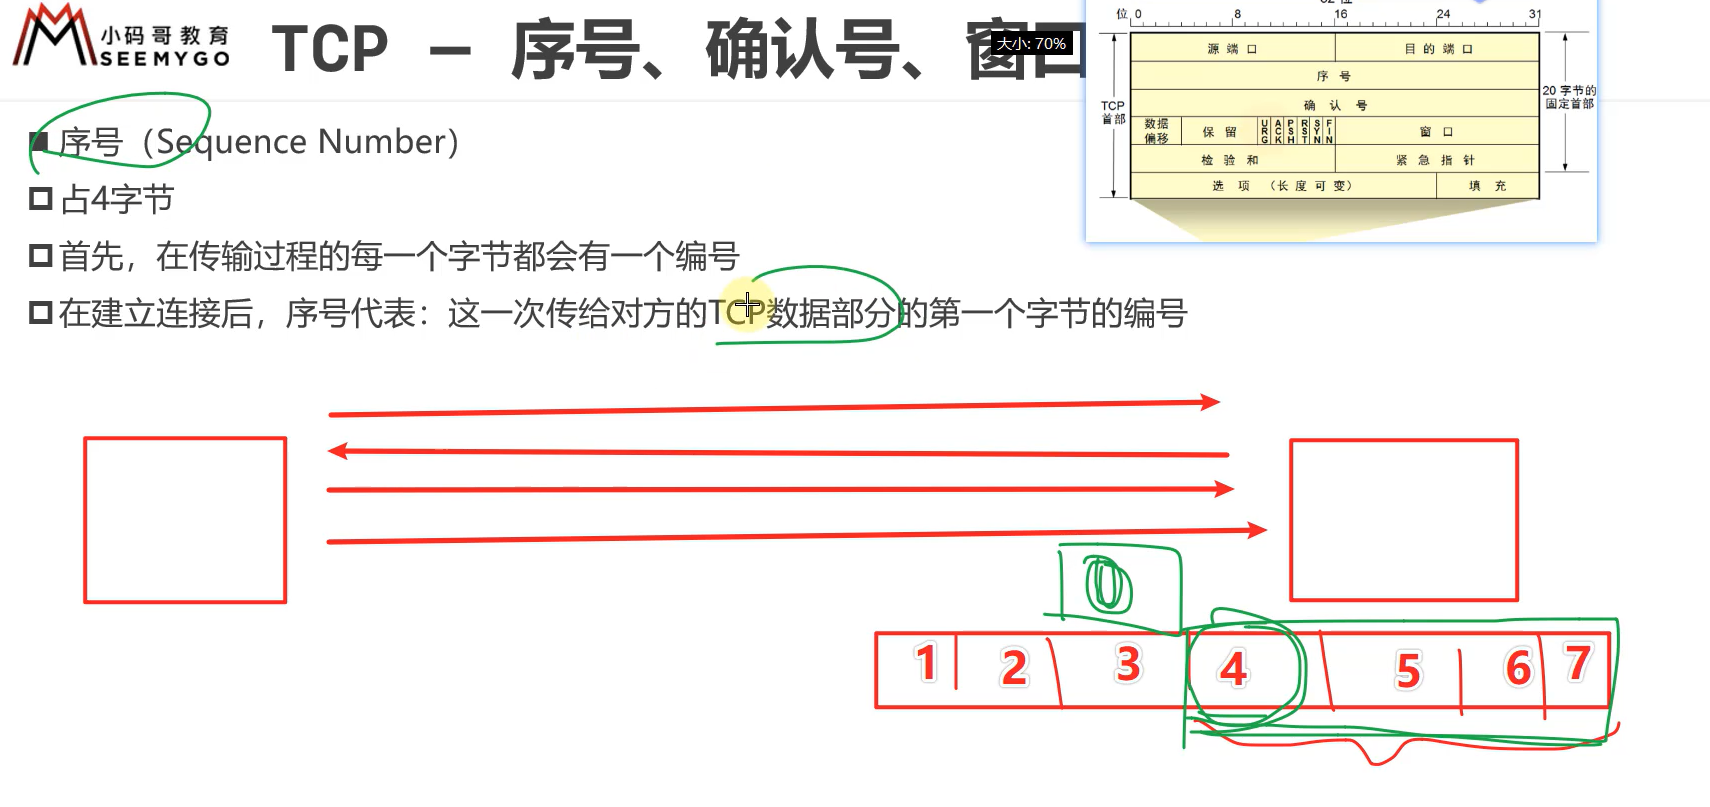 小码哥教育
SEEMYGO
TCP – 序号、确认号、窗口
大小: 70%
■ 序号（Sequence Number）
占4字节
首先，在传输过程的每一个字节都会有一个编号
在建立连接后，序号代表：这一次传给对方的TCP数据部分的第一个字节的编号
位 0 8 16 24 31
TCP
首部
源端口 目的端口
序号
确认号
数据
偏移
保留
URG ACK PSH RST SYN FIN
窗口
检验和 紧急指针
选项 （长度可变） 填充
20 字节的
固定首部
0
1 2 3 4 5 6 7